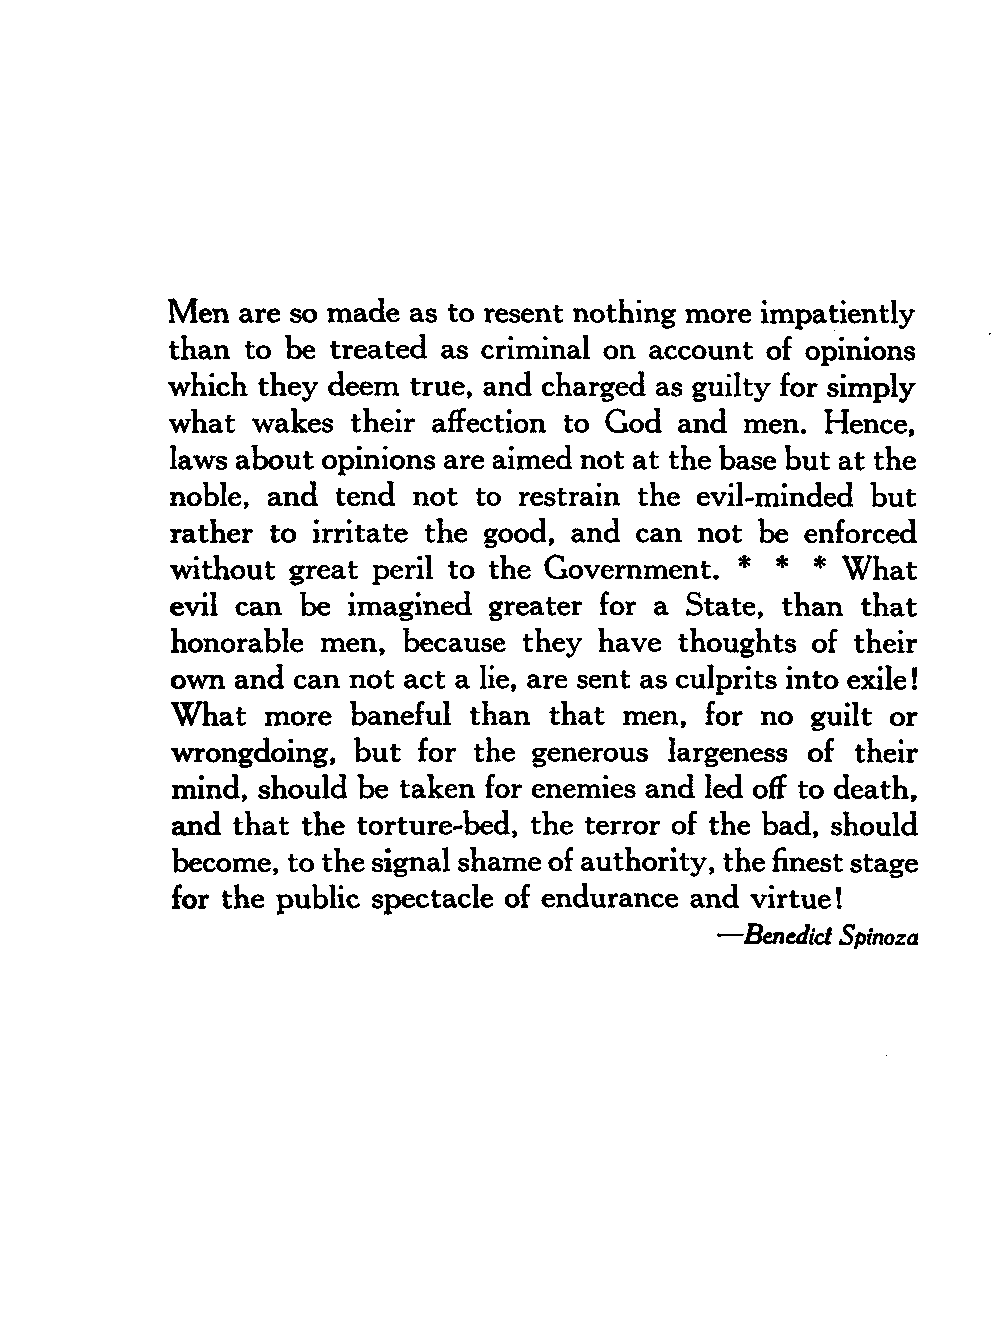 Men are so made as to resent nothing more impatiently
than to be treated as criminal on account of opinions
which they deem true, and charged as guilty for simply
what wakes their affection to God and men. Hence,
laws about opinions are aimed not at the base but at the
noble, and tend not to restrain the evil-minded but
rather to irritate the good, and can not be enforced
without great peril to the Government. * * * What
evil can be imagined greater for a State, than that
honorable men, because they have thoughts of their
own and can not act a lie, are sent as culprits into exile!
What more baneful than that men, for no guilt or
wrongdoing, but for the generous largeness of their
mind, should be taken for enemies and led off to death,
and that the torture-bed, the terror of the bad, should
become, to the signal shame of authority, the finest stage
for the public spectacle of endurance and virtue!
—Benedict Spinoza